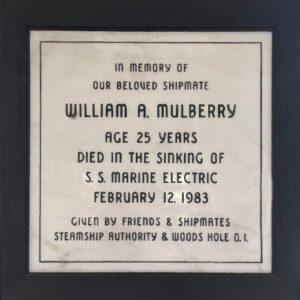 IN MEMORY OF
OUR BELOVED SHIPMATE
WILLIAM A. MULBERRY
AGE 25 YEARS
DIED IN THE SINKING OF
S. S. MARINE ELECTRIC
FEBRUARY 12, 1983
GIVEN BY FRIENDS & SHIPMATES
STEAMSHIP AUTHORITY & WOODS HOLE O. I.